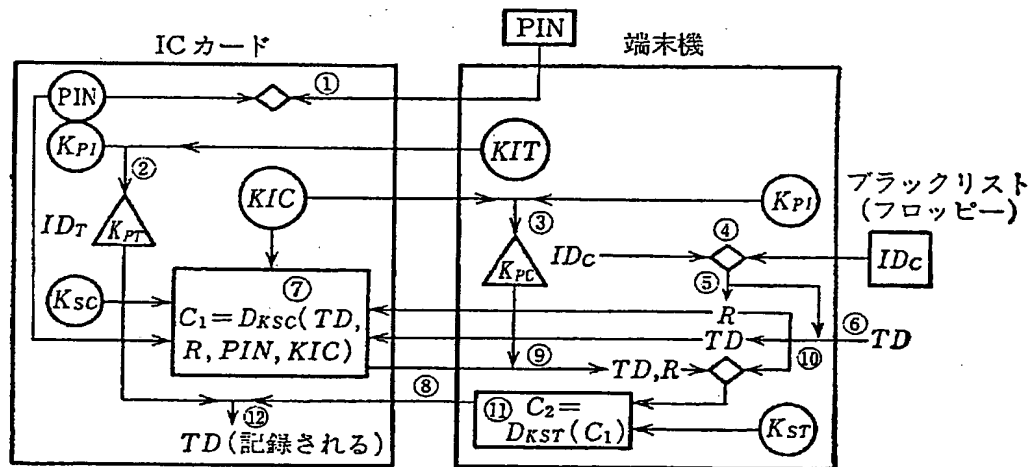 PIN
ICカード
端末機
PIN
①
K_PI
②
KIT
KIC
ブラックリスト
(フロッピー)
K_PI
ID_T
K_PT
③
K_PC
ID_C
④
ID_C
⑤
K_SC
⑦
C₁=D_KSC(TD,
R, PIN, KIC)
R
TD
⑥
TD
⑨
TD, R
⑩
⑧
⑪
C₂=
D_KST(C₁)
K_ST
⑫
TD(記録される)